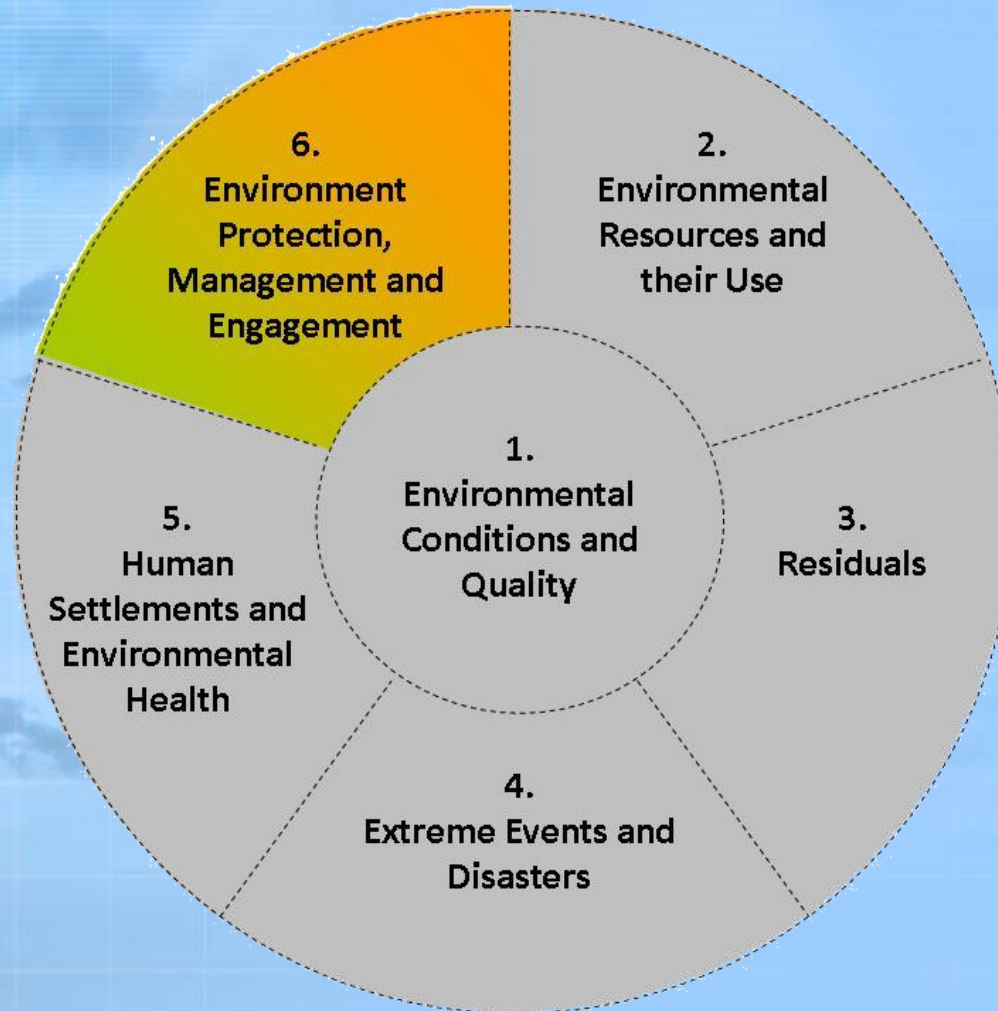 1.
Environmental
Conditions and
Quality
2.
Environmental
Resources and
their Use
3.
Residuals
4.
Extreme Events and
Disasters
5.
Human
Settlements and
Environmental
Health
6.
Environment
Protection,
Management and
Engagement